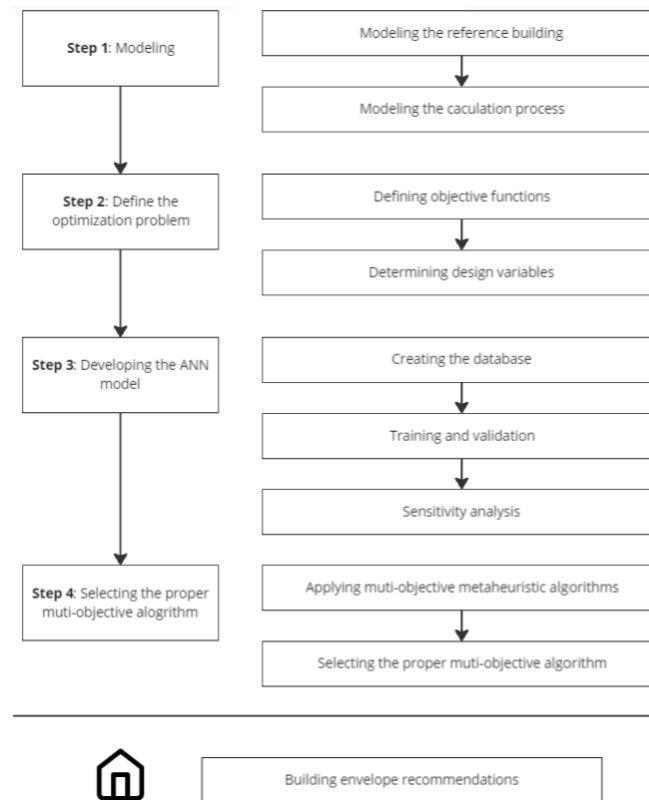 Step 1: Modeling
Modeling the reference building
Modeling the caculation process
Step 2: Define the
optimization problem
Defining objective functions
Determining design variables
Step 3: Developing the ANN
model
Creating the database
Training and validation
Sensitivity analysis
Step 4: Selecting the proper
muti-objective alogrithm
Applying muti-objective metaheuristic algorithms
Selecting the proper muti-objective algorithm
Building envelope recommendations